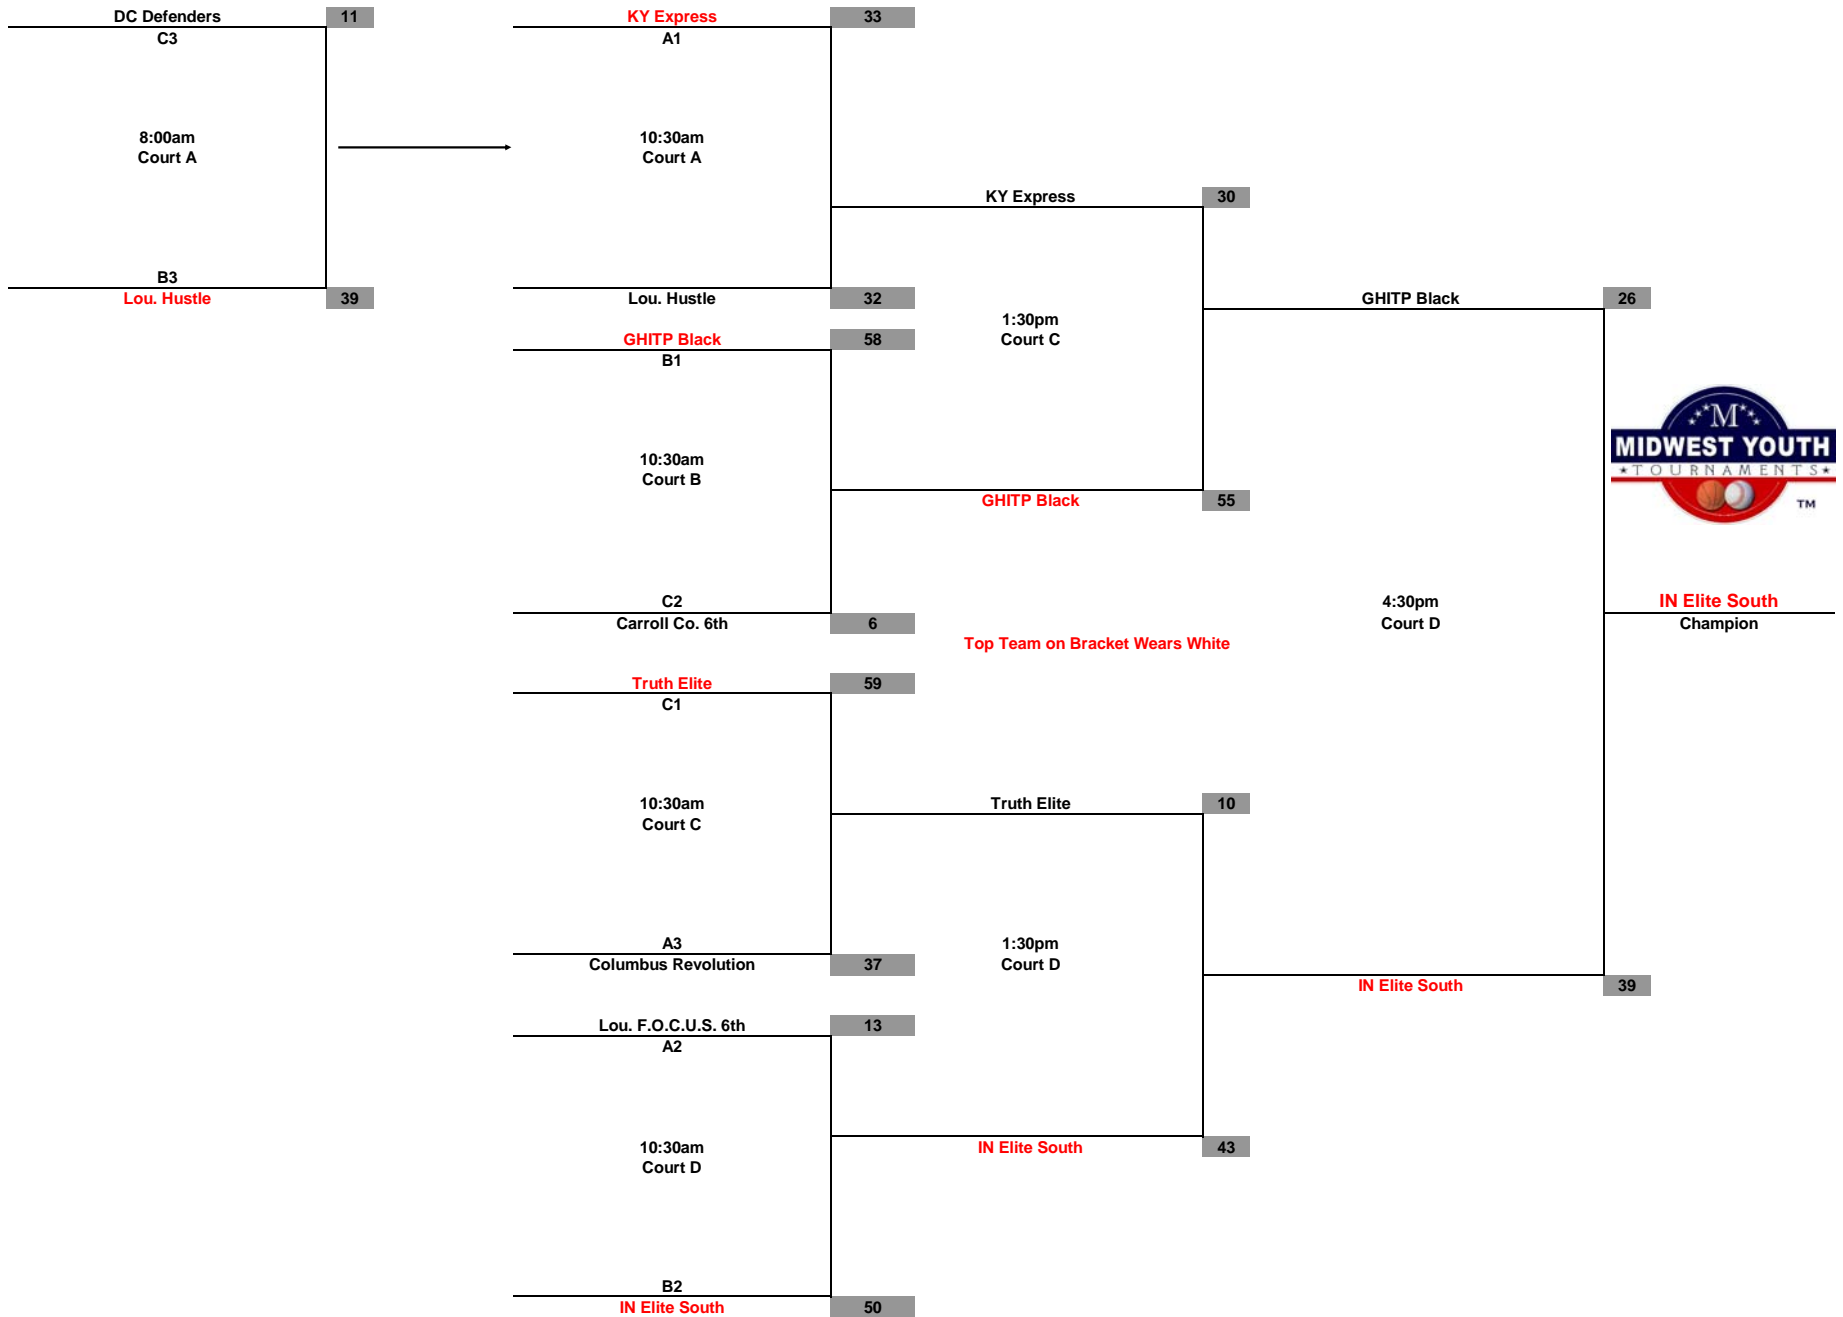 DC Defenders 11
C3
8:00am
Court A
B3
Lou. Hustle 39
KY Express 33
A1
10:30am
Court A
Lou. Hustle 32
GHITP Black 58
B1
10:30am
Court B
C2
Carroll Co. 6th 6
Truth Elite 59
C1
10:30am
Court C
A3
Columbus Revolution 37
Lou. F.O.C.U.S. 6th 13
A2
10:30am
Court D
B2
IN Elite South 50
KY Express 30
1:30pm
Court C
GHITP Black 55
Top Team on Bracket Wears White
Truth Elite 10
1:30pm
Court D
IN Elite South 43
GHITP Black 26
4:30pm
Court D
IN Elite South 39
M
MIDWEST YOUTH
TOURNAMENTS
TM
IN Elite South
Champion